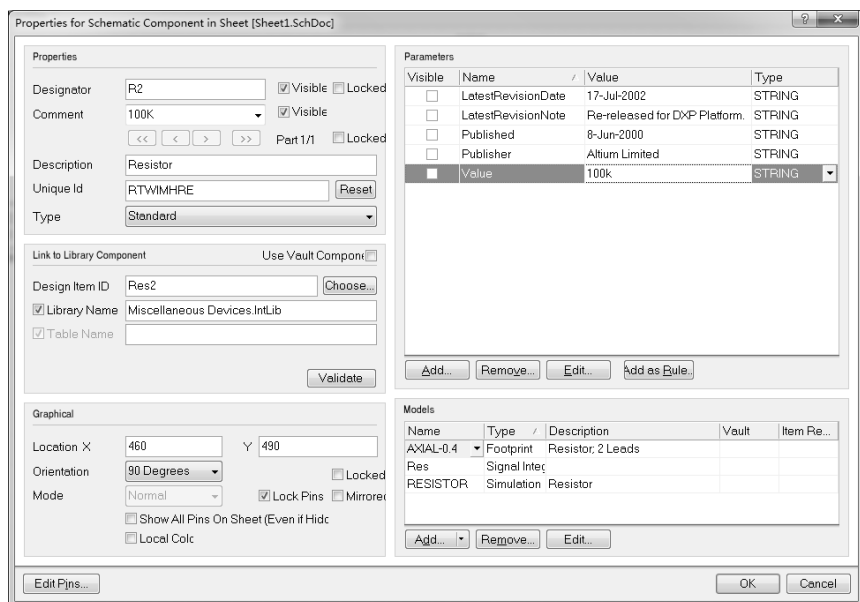 Properties for Schematic Component in Sheet [Sheet1.SchDoc]
Properties
Designator R2 Visible Locked
Comment 100K Visible
<< < > >> Part 1/1 Locked
Description Resistor
Unique Id RTWIMHRE Reset
Type Standard
Link to Library Component Use Vault Compone
Design Item ID Res2 Choose...
Library Name Miscellaneous Devices.IntLib
Table Name
Validate
Graphical
Location X 460 Y 490
Orientation 90 Degrees Locked
Mode Normal Lock Pins Mirrored
Show All Pins On Sheet (Even if Hidc
Local Colc
Parameters
Visible Name / Value Type
LatestRevisionDate 17-Jul-2002 STRING
LatestRevisionNote Re-released for DXP Platform. STRING
Published 8-Jun-2000 STRING
Publisher Altium Limited STRING
Value 100k STRING
Add... Remove... Edit... Add as Rule..
Models
Name Type / Description Vault Item Re...
AXIAL-0.4 Footprint Resistor; 2 Leads
Res Signal Integ
RESISTOR Simulation Resistor
Add... Remove... Edit...
Edit Pins... OK Cancel